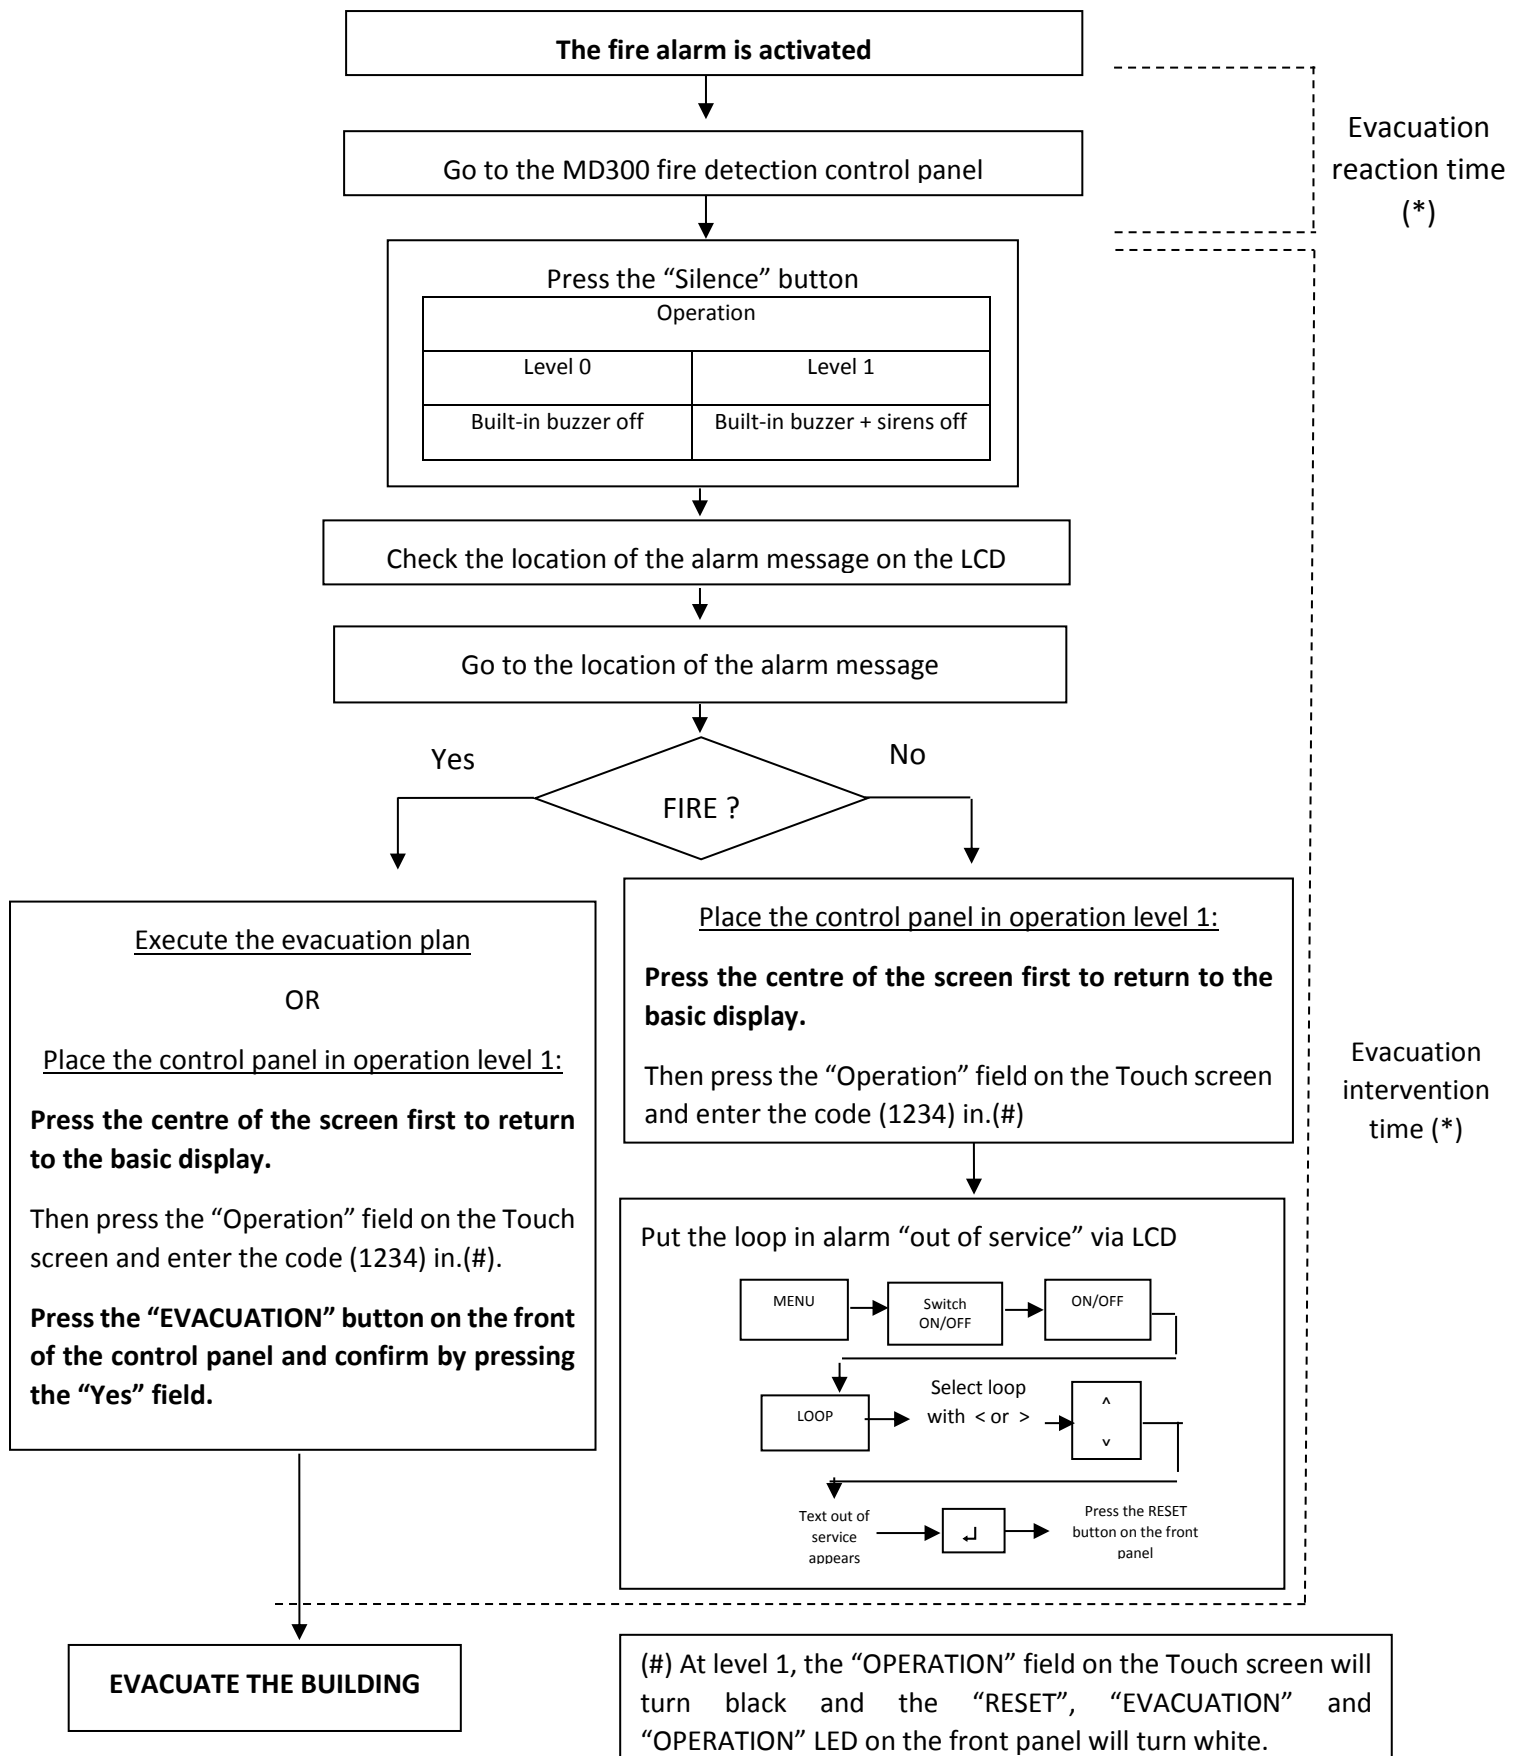 The fire alarm is activated
Evacuation
reaction time
(*)
Go to the MD300 fire detection control panel
Press the “Silence” button
Operation
Level 0
Level 1
Built-in buzzer off
Built-in buzzer + sirens off
Check the location of the alarm message on the LCD
Go to the location of the alarm message
Yes
No
FIRE ?
Execute the evacuation plan
OR
Place the control panel in operation level 1:
Press the centre of the screen first to return
to the basic display.
Then press the “Operation” field on the Touch
screen and enter the code (1234) in.(#).
Press the “EVACUATION” button on the front
of the control panel and confirm by pressing
the “Yes” field.
Place the control panel in operation level 1:
Press the centre of the screen first to return to the
basic display.
Then press the “Operation” field on the Touch screen
and enter the code (1234) in.(#)
Evacuation
intervention
time (*)
Put the loop in alarm “out of service” via LCD
MENU
Switch
ON/OFF
ON/OFF
LOOP
Select loop
with < or >
˄
˅
Text out of
service
appears
↵
Press the RESET
button on the front
panel
EVACUATE THE BUILDING
(#) At level 1, the “OPERATION” field on the Touch screen will
turn black and the “RESET”, “EVACUATION” and
“OPERATION” LED on the front panel will turn white.